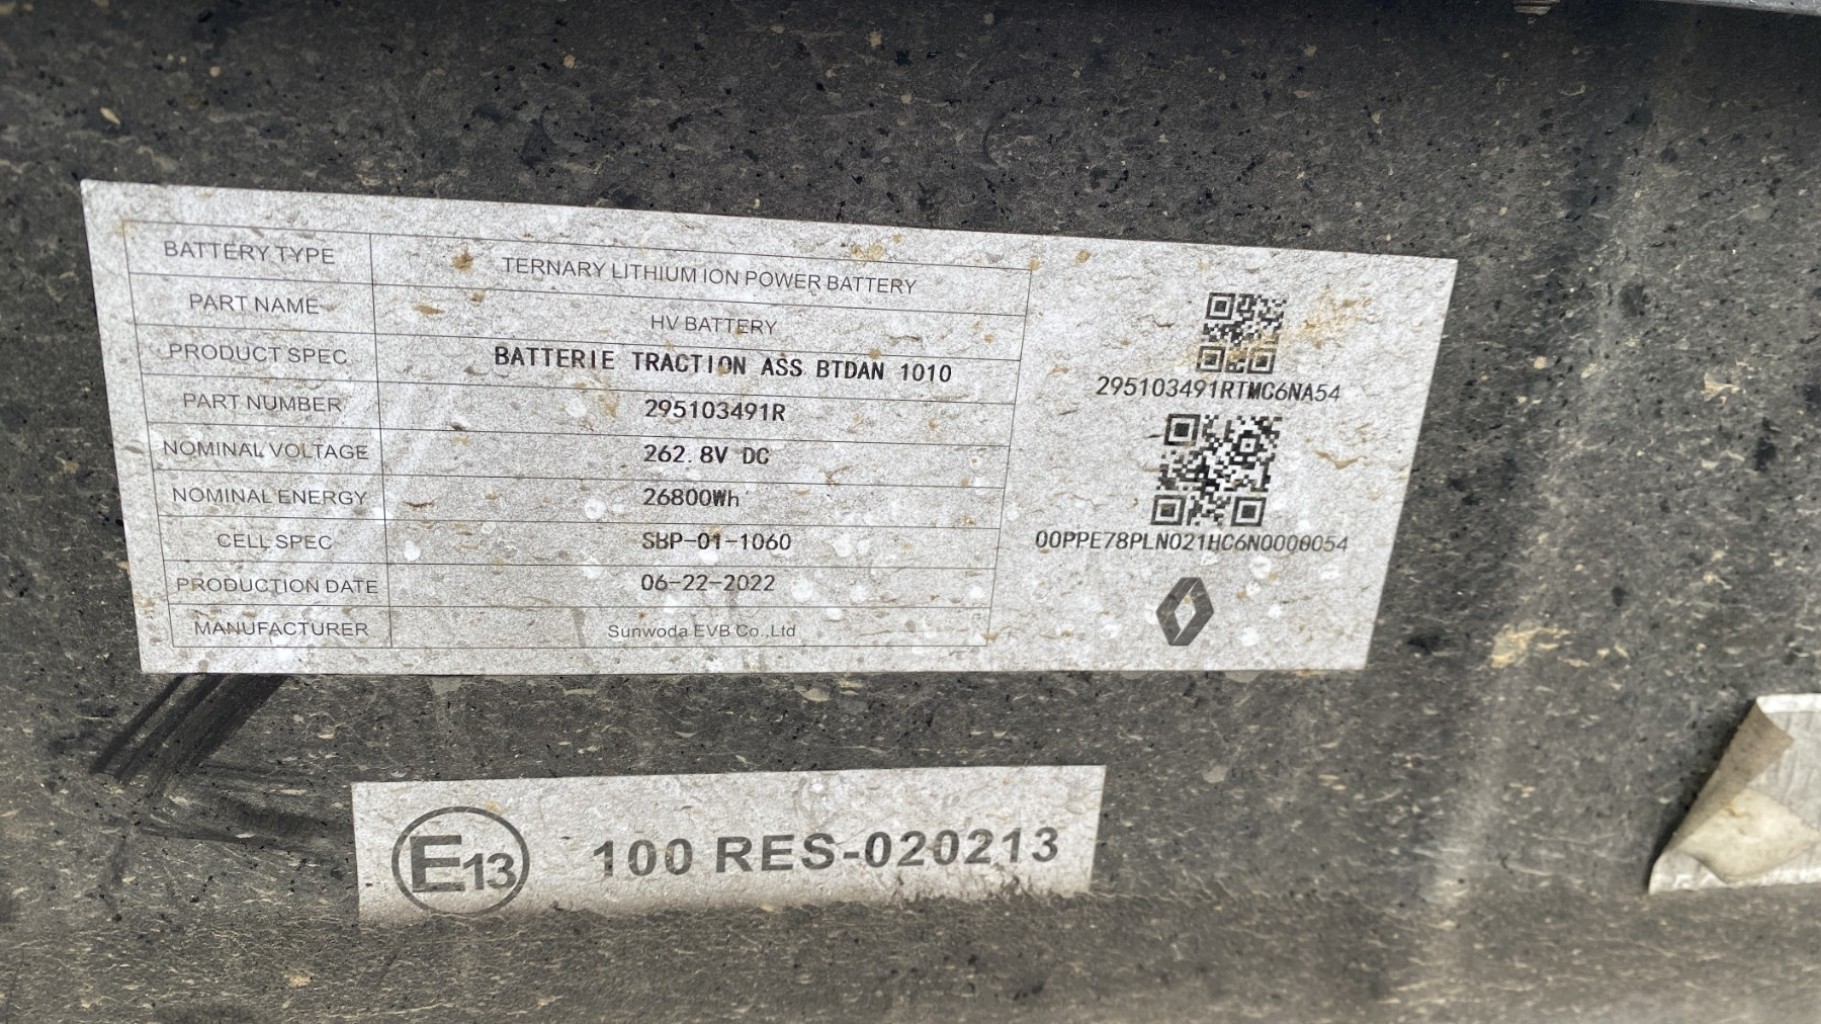 BATTERY TYPE TERNARY LITHIUM ION POWER BATTERY
PART NAME HV BATTERY
PRODUCT SPEC BATTERIE TRACTION ASS BTDAN 1010
PART NUMBER 295103491R
NOMINAL VOLTAGE 262.8V DC
NOMINAL ENERGY 26800Wh
CELL SPEC SBP-01-1060
PRODUCTION DATE 06-22-2022
MANUFACTURER Sunwoda EVB Co.,Ltd
295103491RTMC6NA54
00PPE78PLN021HC6N0000054
E13 100 RES-020213